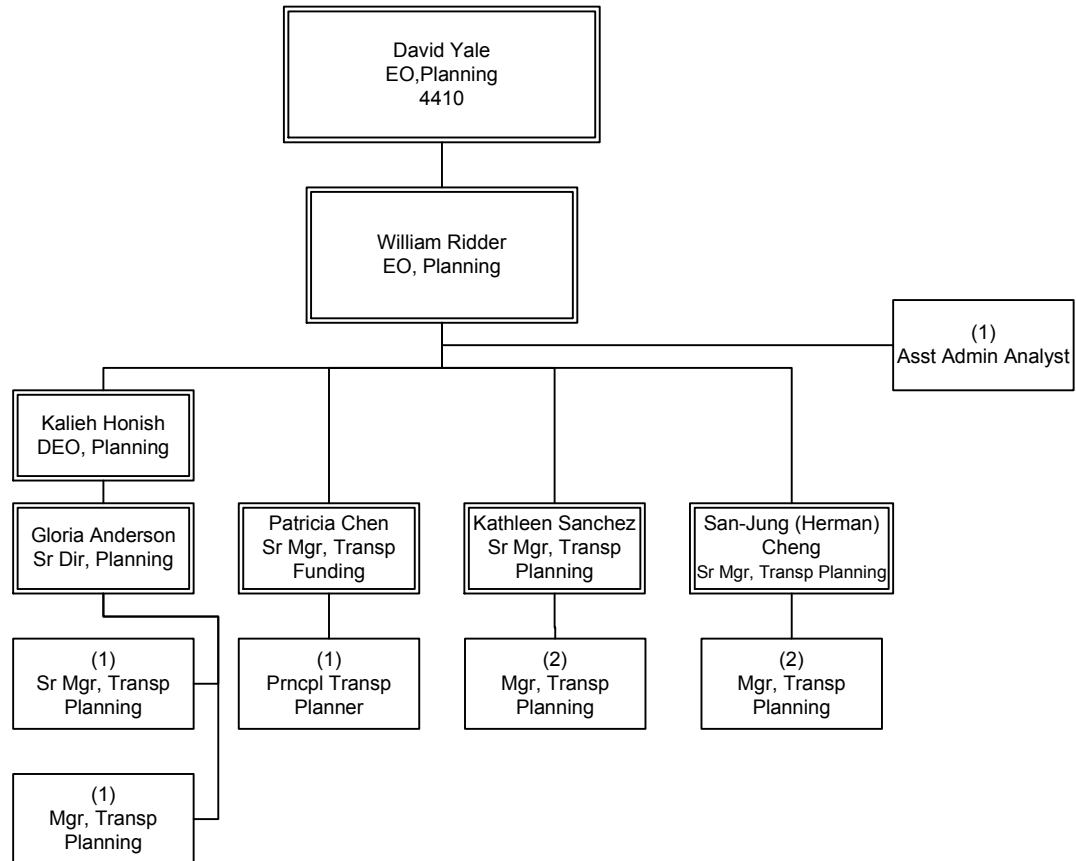 David Yale
EO,Planning
4410
William Ridder
EO, Planning
(1)
Asst Admin Analyst
Kalieh Honish
DEO, Planning
Gloria Anderson
Sr Dir, Planning
Patricia Chen
Sr Mgr, Transp
Funding
Kathleen Sanchez
Sr Mgr, Transp
Planning
San-Jung (Herman)
Cheng
Sr Mgr, Transp Planning
(1)
Sr Mgr, Transp
Planning
(1)
Prncpl Transp
Planner
(2)
Mgr, Transp
Planning
(2)
Mgr, Transp
Planning
(1)
Mgr, Transp
Planning